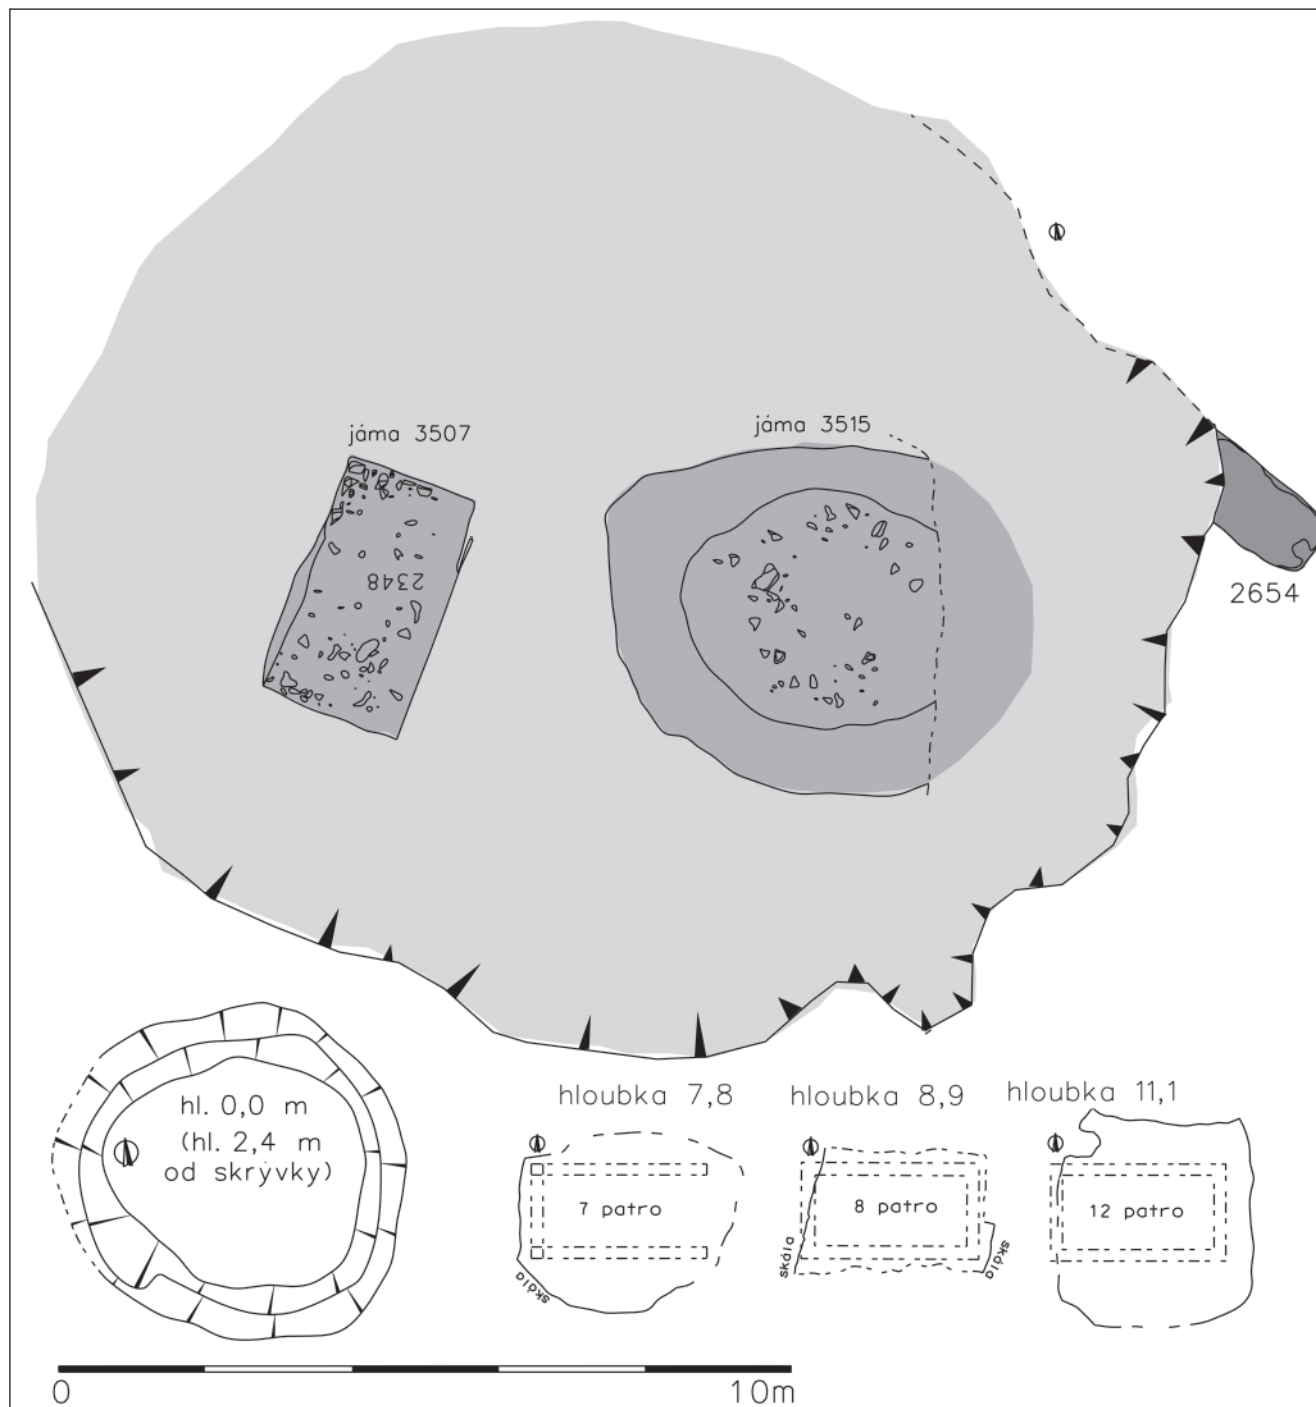 jáma 3507
jáma 3515
2348
2654
hl. 0,0 m
(hl. 2,4 m
od skrývky)
hloubka 7,8
hloubka 8,9
hloubka 11,1
7 patro
skála
8 patro
skála
skála
12 patro
0
10m